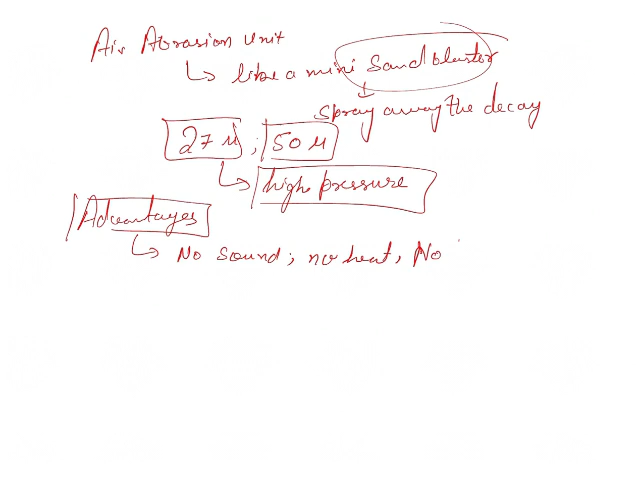 Air Abrasion Unit
↳ like a mini Sand blaster
↓
Spray away the decay
27 µ ; 50 µ
↳ high pressure
Advantages
↳ No sound; no heat, No